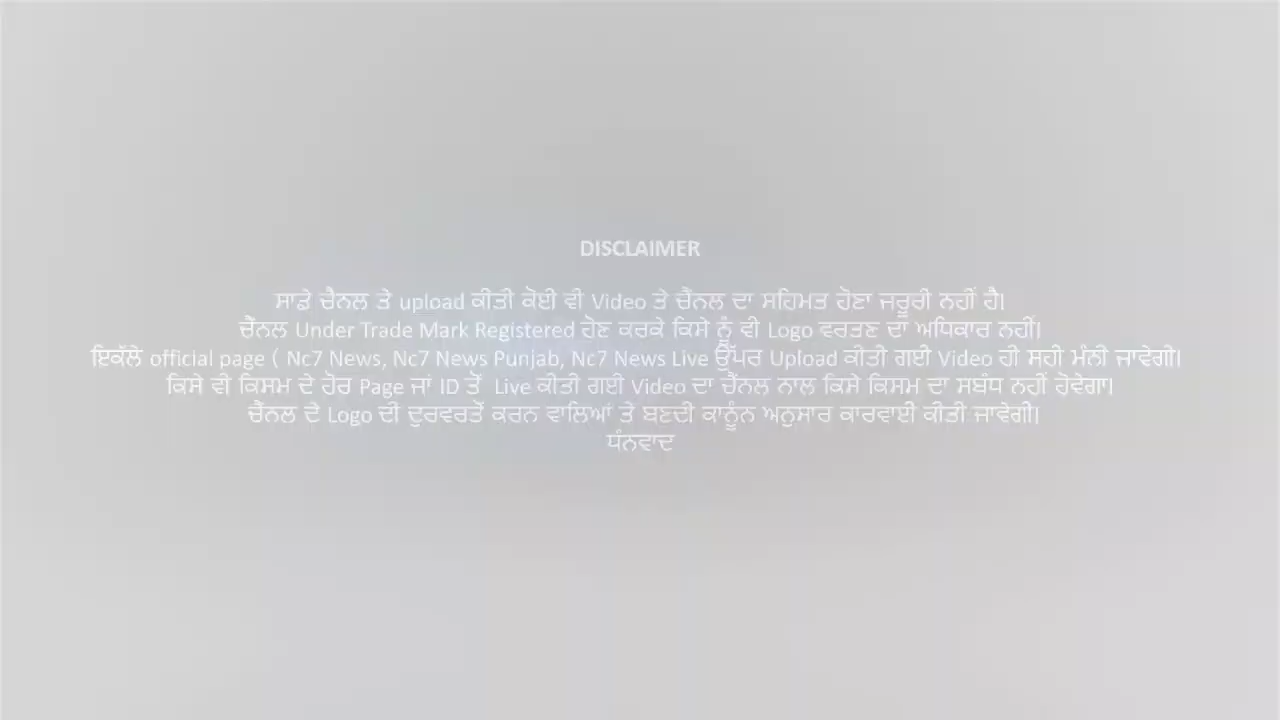 DISCLAIMER
ਸਾਡੇ ਚੈਨਲ ਤੇ upload ਕੀਤੀ ਕੋਈ ਵੀ Video ਤੇ ਚੈੱਨਲ ਦਾ ਸਹਿਮਤ ਹੋਣਾ ਜਰੂਰੀ ਨਹੀਂ ਹੈ।
ਚੈੱਨਲ Under Trade Mark Registered ਹੋਣ ਕਰਕੇ ਕਿਸੇ ਨੂੰ ਵੀ Logo ਵਰਤਣ ਦਾ ਅਧਿਕਾਰ ਨਹੀਂ।
ਇਕੱਲੇ official page ( Nc7 News, Nc7 News Punjab, Nc7 News Live ਉੱਪਰ Upload ਕੀਤੀ ਗਈ Video ਹੀ ਸਹੀ ਮੰਨੀ ਜਾਵੇਗੀ।
ਕਿਸੇ ਵੀ ਕਿਸਮ ਦੇ ਹੋਰ Page ਜਾਂ ID ਤੋਂ Live ਕੀਤੀ ਗਈ Video ਦਾ ਚੈੱਨਲ ਨਾਲ ਕਿਸੇ ਕਿਸਮ ਦਾ ਸਬੰਧ ਨਹੀਂ ਹੋਵੇਗਾ।
ਚੈੱਨਲ ਦੇ Logo ਦੀ ਦੁਰਵਰਤੋਂ ਕਰਨ ਵਾਲਿਆਂ ਤੇ ਬਣਦੀ ਕਾਨੂੰਨ ਅਨੁਸਾਰ ਕਾਰਵਾਈ ਕੀਤੀ ਜਾਵੇਗੀ।
ਧੰਨਵਾਦ